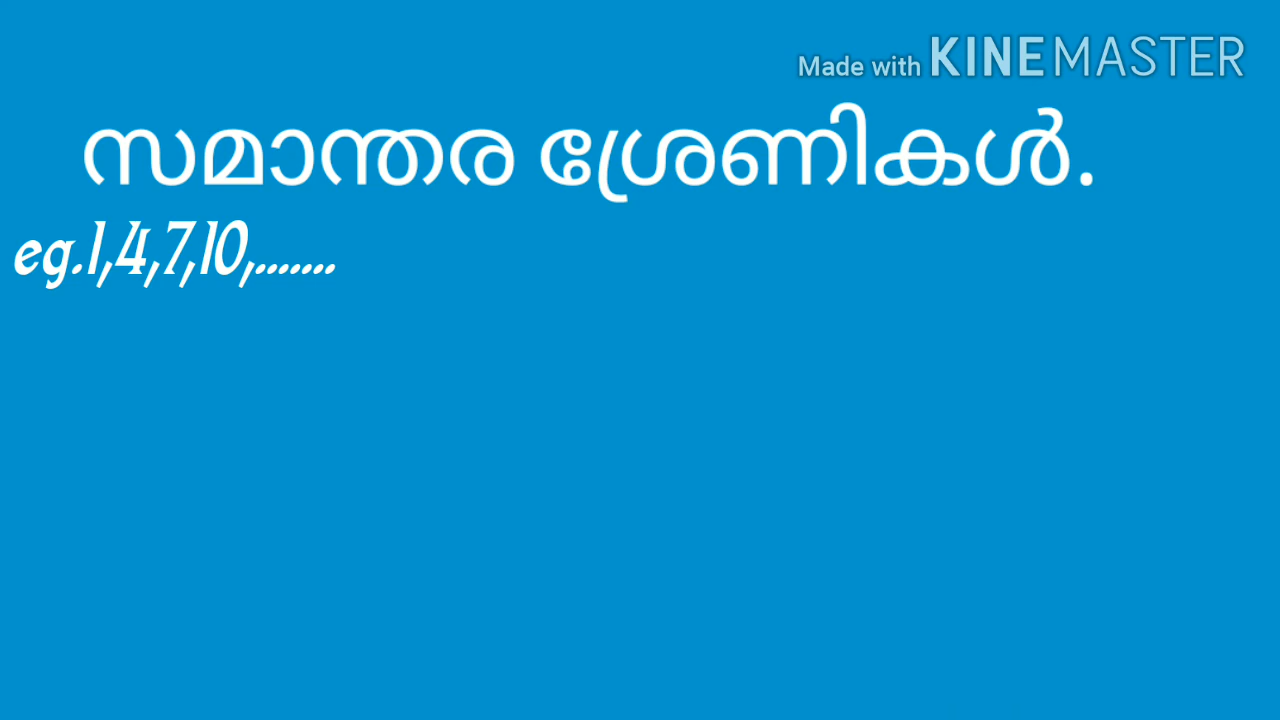 Made with KINEMASTER
സമാന്തര ശ്രേണികൾ.
eg.1,4,7,10,.......